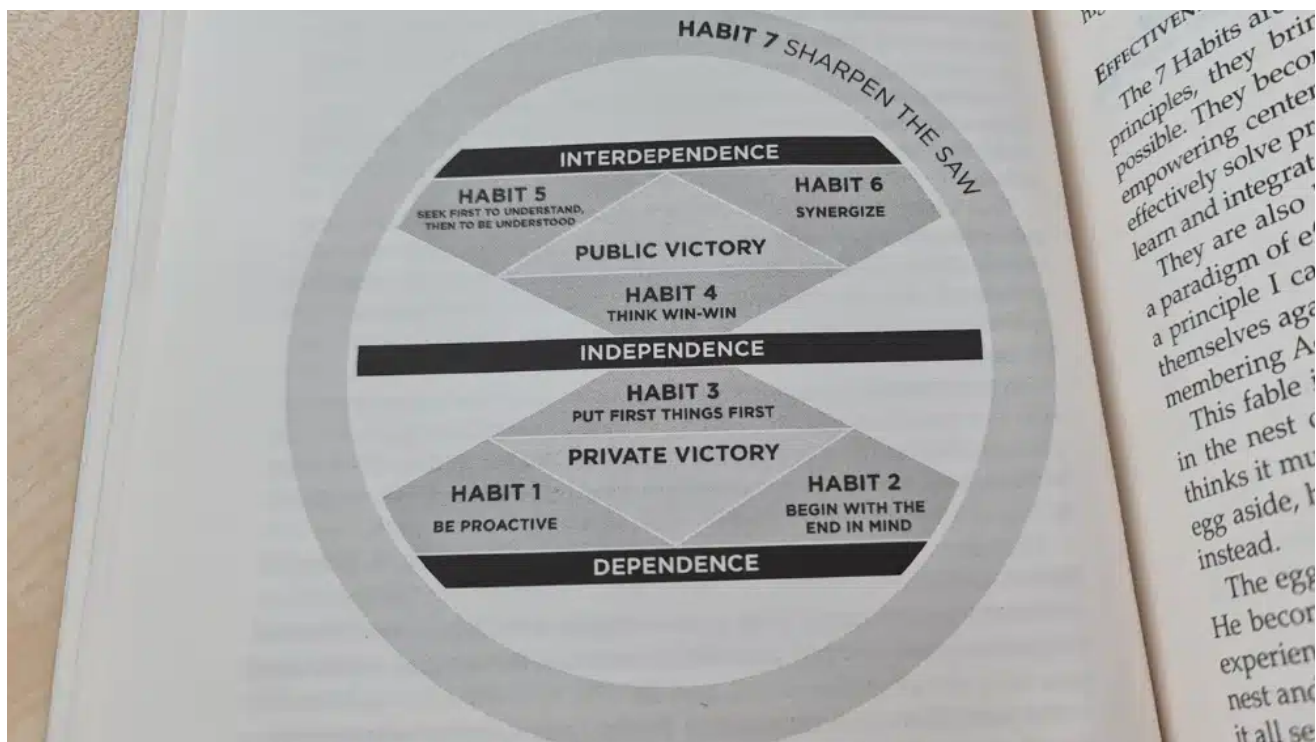 HABIT 7 SHARPEN THE SAW
INTERDEPENDENCE
HABIT 5
SEEK FIRST TO UNDERSTAND,
THEN TO BE UNDERSTOOD
HABIT 6
SYNERGIZE
PUBLIC VICTORY
HABIT 4
THINK WIN-WIN
INDEPENDENCE
HABIT 3
PUT FIRST THINGS FIRST
PRIVATE VICTORY
HABIT 1
BE PROACTIVE
HABIT 2
BEGIN WITH THE
END IN MIND
DEPENDENCE
The 7 Habits are
principles, they
possible. They
empowering
effectively solve
learn and
They are also
a paradigm of
a principle I
themselves
membering
This fable
in the nest
thinks it
egg aside,
instead.
The egg
He
nest and
it all